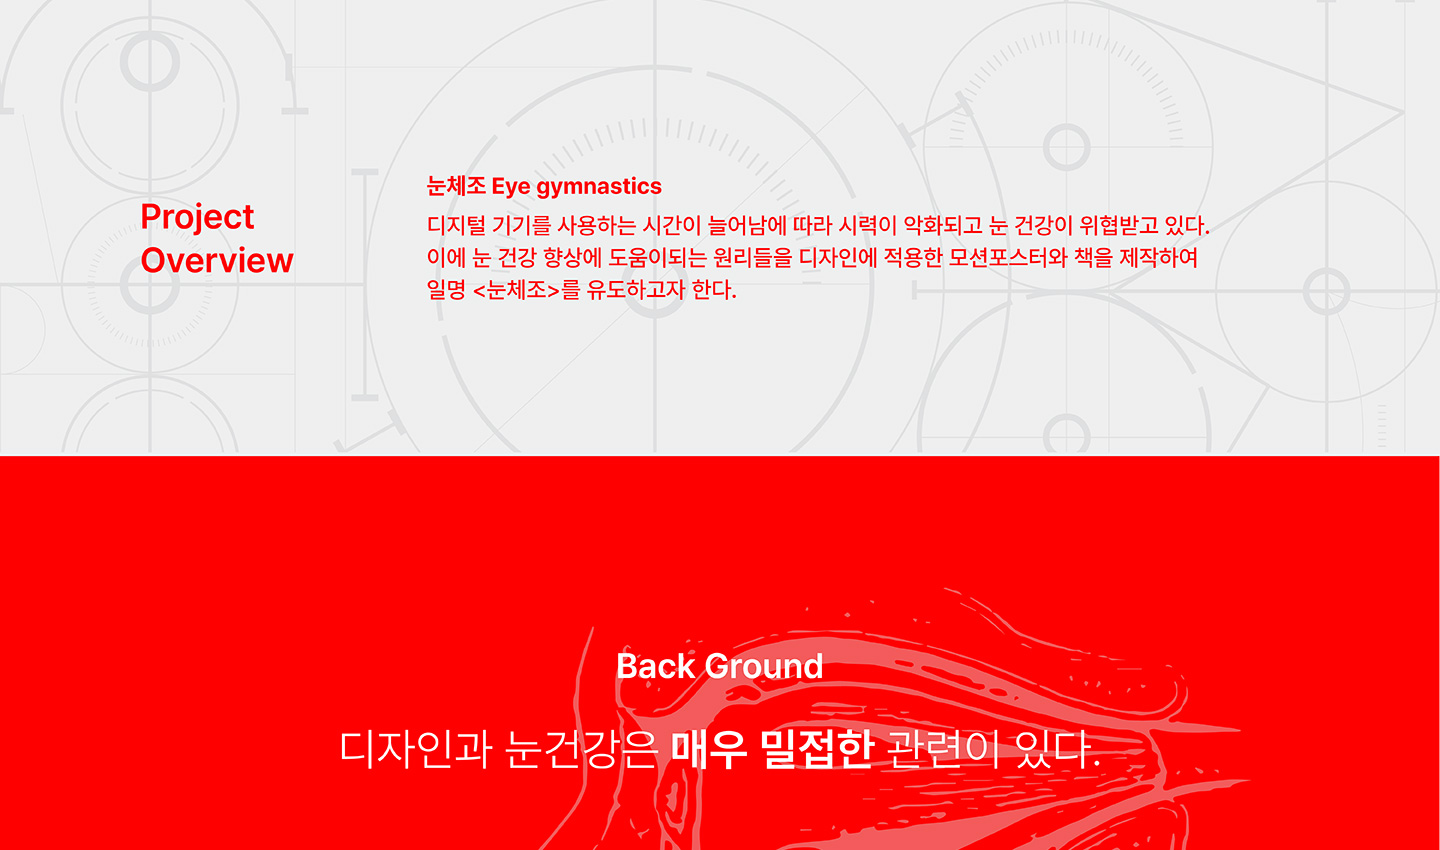 Project
Overview
눈체조 Eye gymnastics
디지털 기기를 사용하는 시간이 늘어남에 따라 시력이 악화되고 눈 건강이 위협받고 있다.
이에 눈 건강 향상에 도움이되는 원리들을 디자인에 적용한 모션포스터와 책을 제작하여
일명 <눈체조>를 유도하고자 한다.
Back Ground
디자인과 눈건강은 매우 밀접한 관련이 있다.